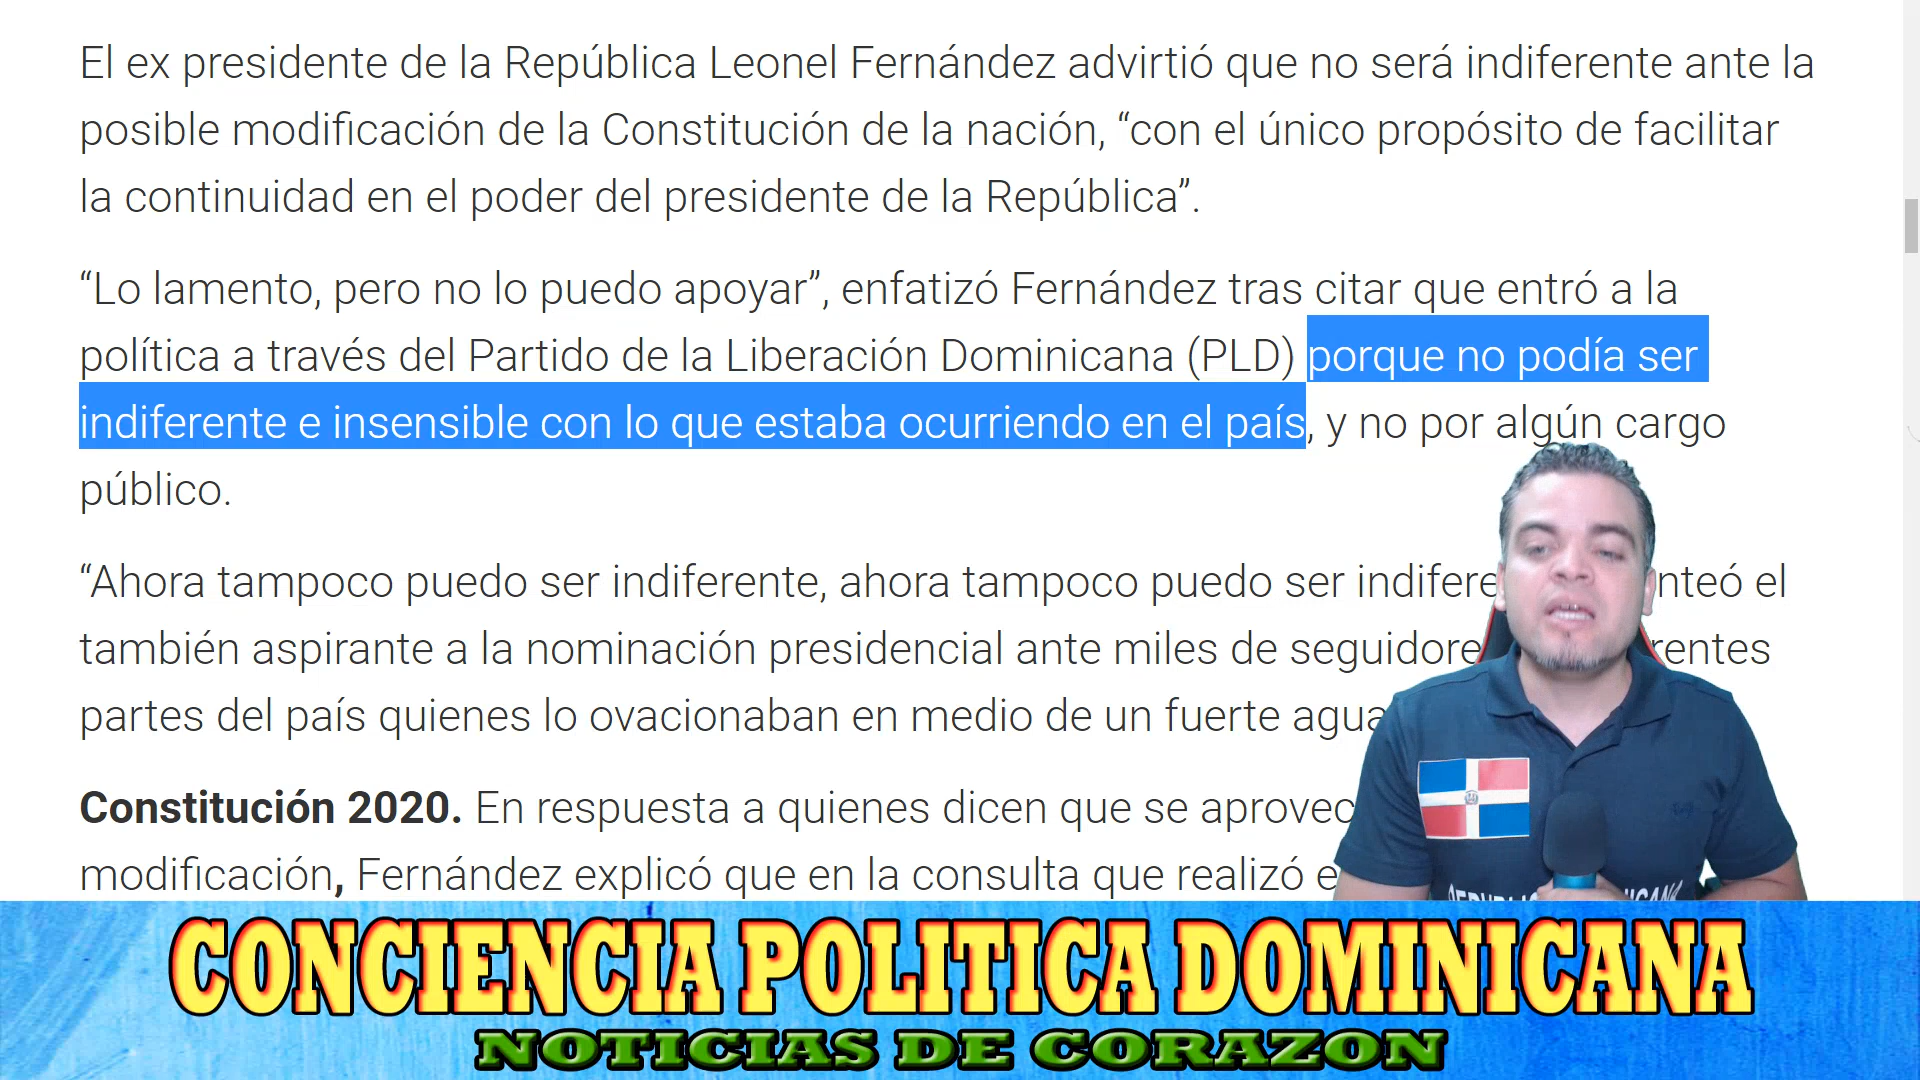 El ex presidente de la República Leonel Fernández advirtió que no será indiferente ante la
posible modificación de la Constitución de la nación, “con el único propósito de facilitar
la continuidad en el poder del presidente de la República”.
“Lo lamento, pero no lo puedo apoyar”, enfatizó Fernández tras citar que entró a la
política a través del Partido de la Liberación Dominicana (PLD) porque no podía ser
indiferente e insensible con lo que estaba ocurriendo en el país, y no por algún cargo
público.
“Ahora tampoco puedo ser indiferente, ahora tampoco puedo ser indifere nteó el
también aspirante a la nominación presidencial ante miles de seguidore rentes
partes del país quienes lo ovacionaban en medio de un fuerte agua
Constitución 2020. En respuesta a quienes dicen que se aprovec
modificación, Fernández explicó que en la consulta que realizó e
CONCIENCIA POLITICA DOMINICANA
NOTICIAS DE CORAZON